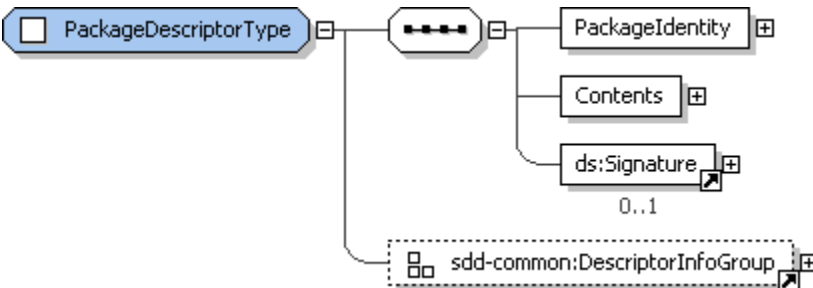 PackageDescriptorType
PackageIdentity
Contents
ds:Signature
0..1
sdd-common:DescriptorInfoGroup